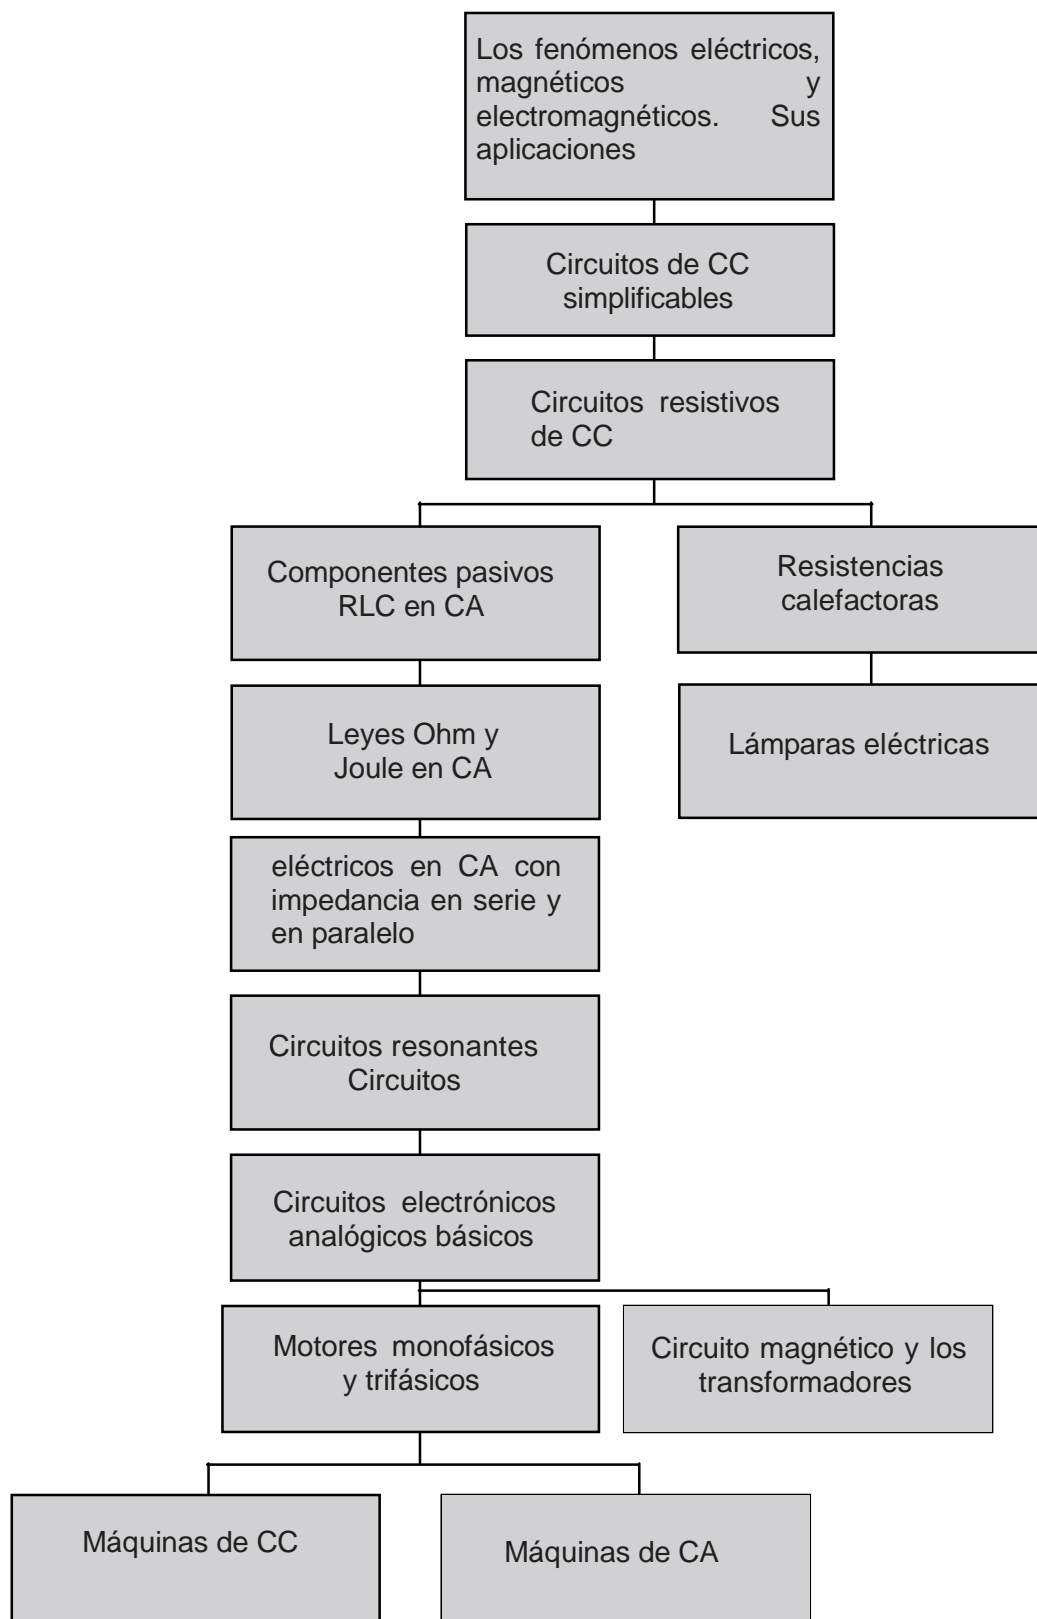 Los fenómenos eléctricos,
magnéticos y
electromagnéticos. Sus
aplicaciones
Circuitos de CC
simplificables
Circuitos resistivos
de CC
Componentes pasivos
RLC en CA
Resistencias
calefactoras
Leyes Ohm y
Joule en CA
Lámparas eléctricas
eléctricos en CA con
impedancia en serie y
en paralelo
Circuitos resonantes
Circuitos
Circuitos electrónicos
analógicos básicos
Motores monofásicos
y trifásicos
Circuito magnético y los
transformadores
Máquinas de CC
Máquinas de CA